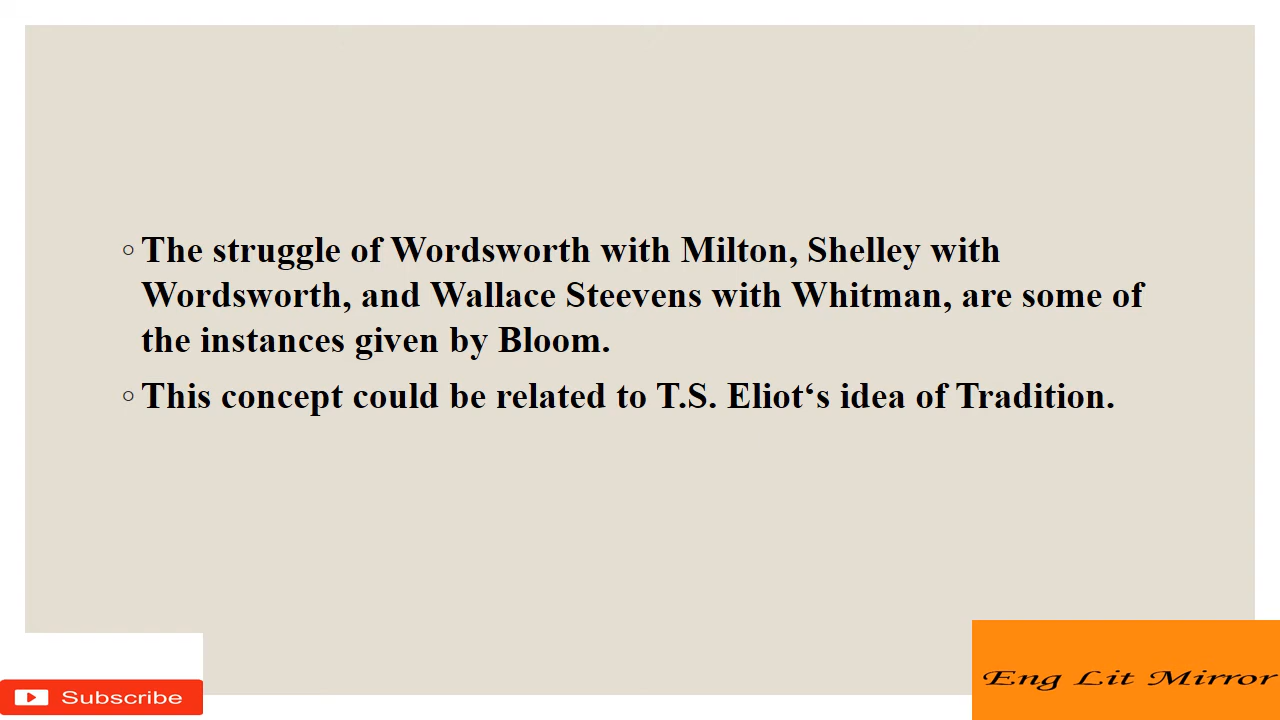 ◦ The struggle of Wordsworth with Milton, Shelley with
Wordsworth, and Wallace Steevens with Whitman, are some of
the instances given by Bloom.
◦ This concept could be related to T.S. Eliot‘s idea of Tradition.
Subscribe
Eng Lit Mirror